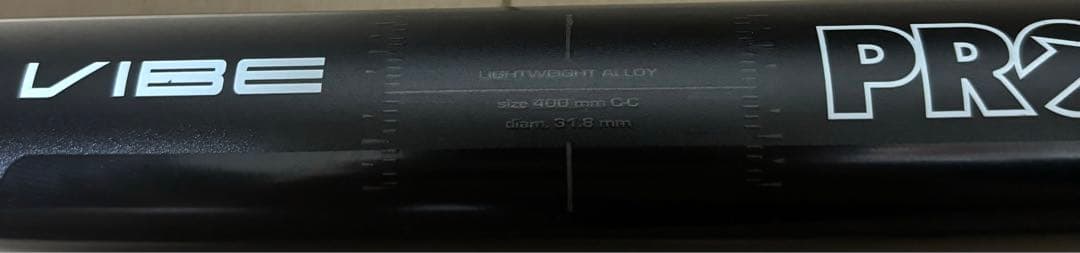 VIBE
LIGHTWEIGHT ALLOY
size 400 mm C-C
diam. 31.8 mm
PR